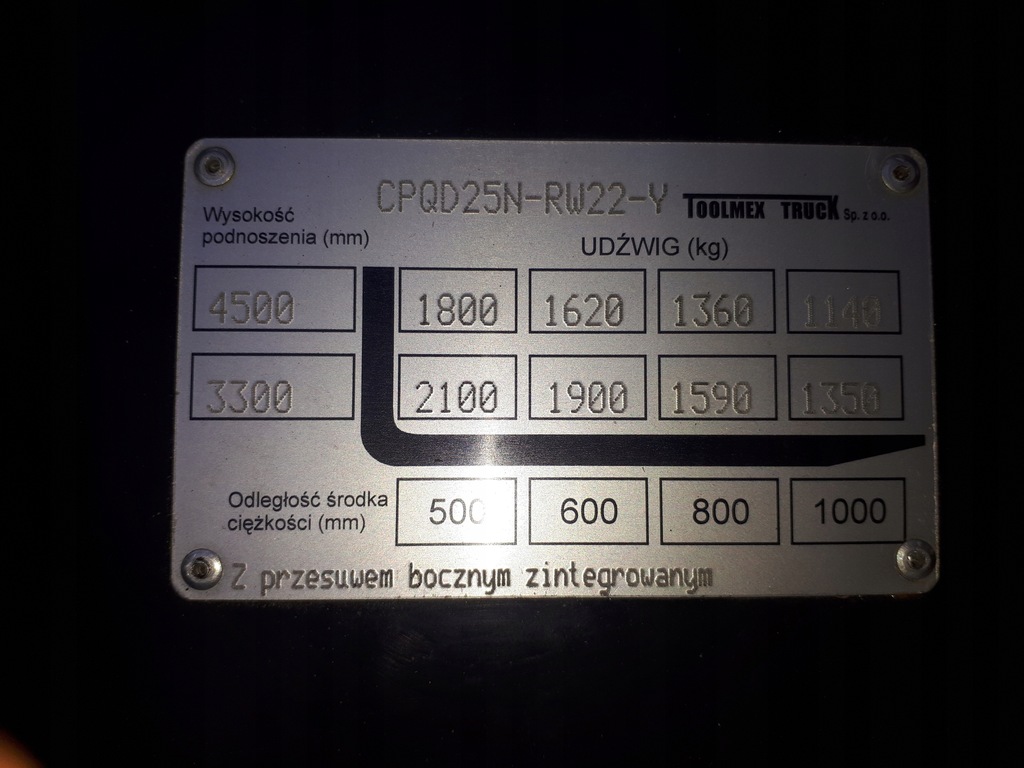 CPQD25N-RW22-Y TOOLMEX TRUCK Sp. z o.o.
Wysokość
podnoszenia (mm)
UDŹWIG (kg)
4500 1800 1620 1360 1140
3300 2100 1900 1590 1350
Odległość środka
ciężkości (mm)
500 600 800 1000
Z przesuwem bocznym zintegrowanym